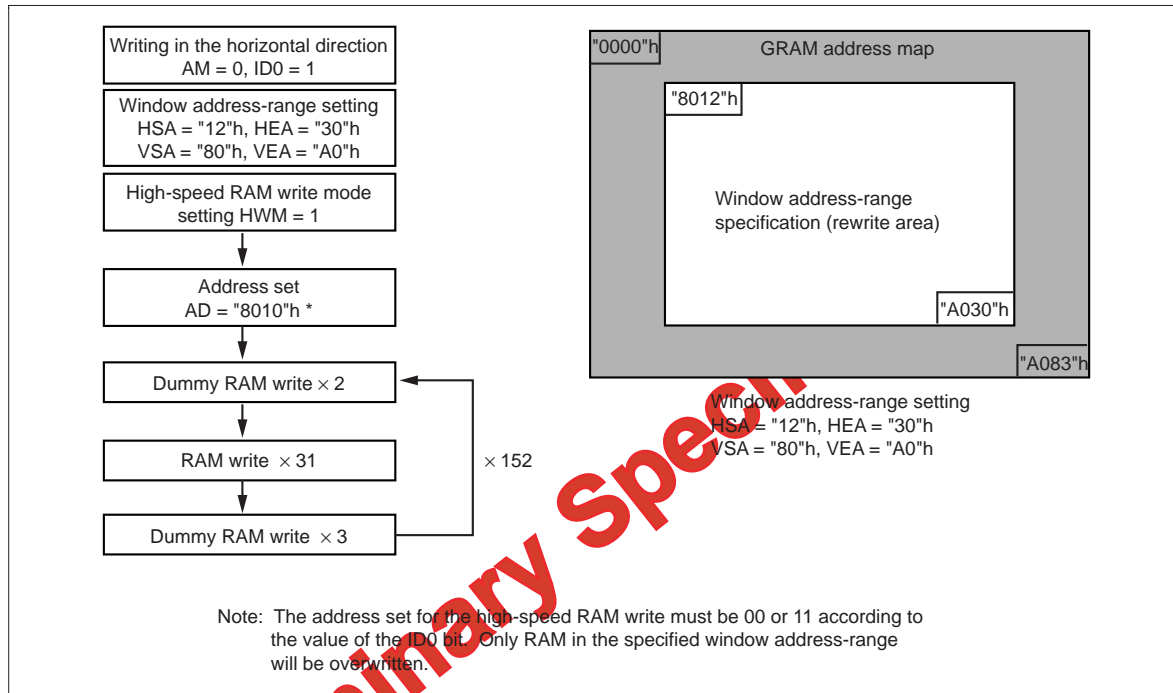 Writing in the horizontal direction
AM = 0, ID0 = 1
Window address-range setting
HSA = "12"h, HEA = "30"h
VSA = "80"h, VEA = "A0"h
High-speed RAM write mode
setting HWM = 1
Address set
AD = "8010"h *
Dummy RAM write × 2
RAM write × 31
× 152
Dummy RAM write × 3
"0000"h
GRAM address map
"8012"h
Window address-range
specification (rewrite area)
"A030"h
"A083"h
Window address-range setting
HSA = "12"h, HEA = "30"h
VSA = "80"h, VEA = "A0"h
Note: The address set for the high-speed RAM write must be 00 or 11 according to
the value of the ID0 bit. Only RAM in the specified window address-range
will be overwritten.